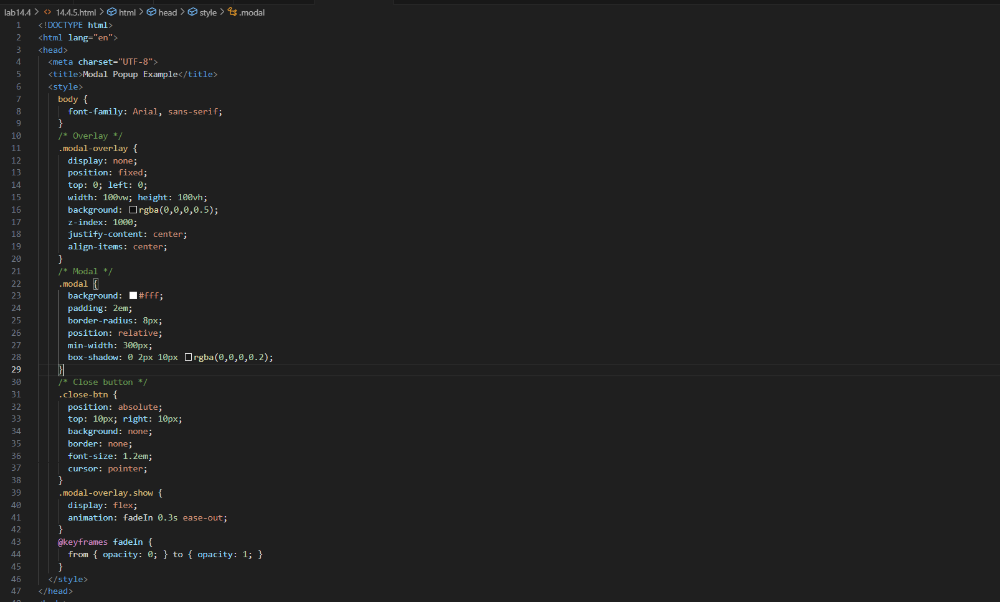 lab14.4 > <> 14.4.5.html > html > head > style > .modal
1 <!DOCTYPE html>
2 <html lang="en">
3 <head>
4 <meta charset="UTF-8">
5 <title>Modal Popup Example</title>
6 <style>
7 body {
8 font-family: Arial, sans-serif;
9 }
10 /* Overlay */
11 .modal-overlay {
12 display: none;
13 position: fixed;
14 top: 0; left: 0;
15 width: 100vw; height: 100vh;
16 background: rgba(0,0,0,0.5);
17 z-index: 1000;
18 justify-content: center;
19 align-items: center;
20 }
21 /* Modal */
22 .modal {
23 background: #fff;
24 padding: 2em;
25 border-radius: 8px;
26 position: relative;
27 min-width: 300px;
28 box-shadow: 0 2px 10px rgba(0,0,0,0.2);
29 }
30 /* Close button */
31 .close-btn {
32 position: absolute;
33 top: 10px; right: 10px;
34 background: none;
35 border: none;
36 font-size: 1.2em;
37 cursor: pointer;
38 }
39 .modal-overlay.show {
40 display: flex;
41 animation: fadeIn 0.3s ease-out;
42 }
43 @keyframes fadeIn {
44 from { opacity: 0; } to { opacity: 1; }
45 }
46 </style>
47 </head>